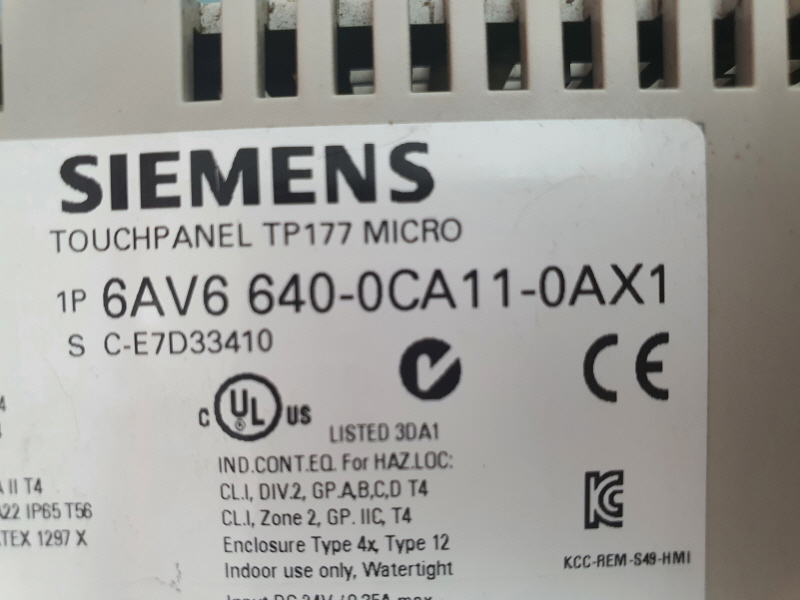 SIEMENS
TOUCHPANEL TP177 MICRO
1P 6AV6 640-0CA11-0AX1
S C-E7D33410
C UL US
CE
LISTED 3DA1
IND.CONT.EQ. For HAZ.LOC:
CL.I, DIV.2, GP.A,B,C,D T4
CL.I, Zone 2, GP. IIC, T4
Enclosure Type 4x, Type 12
Indoor use only, Watertight
4
II T4
IP65 T56
1297 X
KCC-REM-S49-HMI